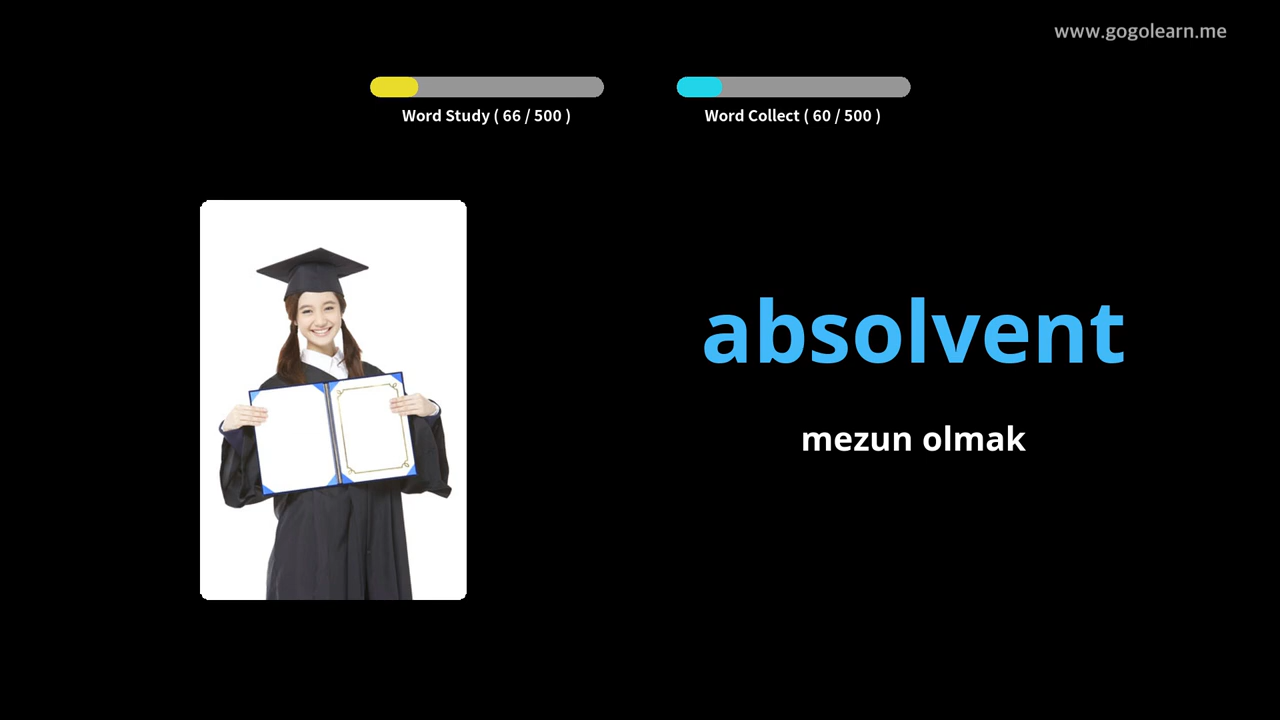 www.gogolearn.me
Word Study ( 66 / 500 )
Word Collect ( 60 / 500 )
absolvent
mezun olmak